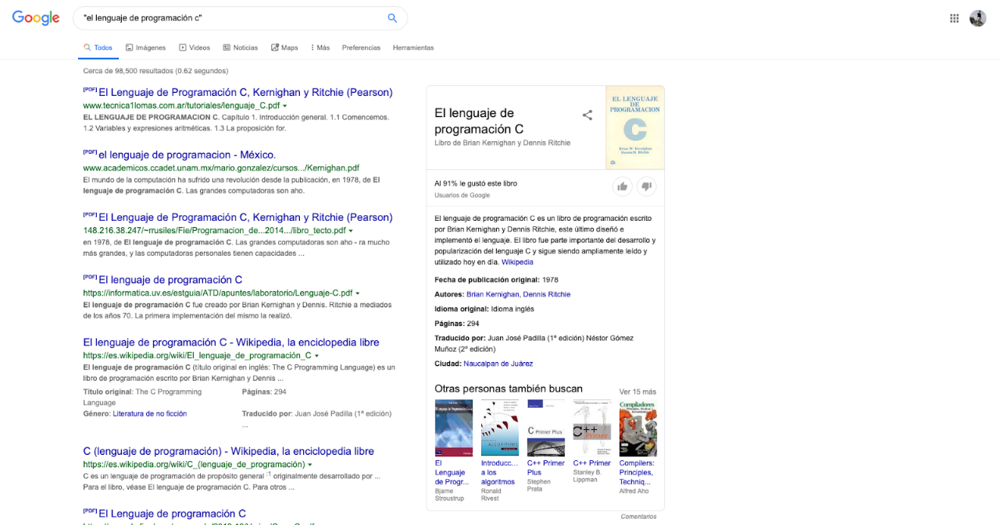 Google
"el lenguaje de programación c"
Todos Imágenes Videos Noticias Maps Más Preferencias Herramientas
Cerca de 98,500 resultados (0.62 segundos)
[PDF] El Lenguaje de Programación C, Kernighan y Ritchie (Pearson)
www.tecnica1lomas.com.ar/tutoriales/lenguaje_C.pdf
EL LENGUAJE DE PROGRAMACION C. Capítulo 1. Introducción general. 1.1 Comencemos.
1.2 Variables y expresiones aritméticas. 1.3 La proposición for.
[PDF] el lenguaje de programacion - México.
www.academicos.ccadet.unam.mx/mario.gonzalez/cursos.../Kernighan.pdf
El mundo de la computación ha sufrido una revolución desde la publicación, en 1978, de El
lenguaje de programación C. Las grandes computadoras son aho.
[PDF] El Lenguaje de Programación C, Kernighan y Ritchie (Pearson)
148.216.38.247/~rrusiles/Fie/Programacion_de...2014.../libro_tecto.pdf
en 1978, de El lenguaje de programación C. Las grandes computadoras son aho - ra mucho
más grandes, y las computadoras personales tienen capacidades ...
[PDF] El lenguaje de programación C
https://informatica.uv.es/estguia/ATD/apuntes/laboratorio/Lenguaje-C.pdf
El lenguaje de programación C fue creado por Brian Kernighan y Dennis. Ritchie a mediados
de los años 70. La primera implementación del mismo la realizó.
El lenguaje de programación C - Wikipedia, la enciclopedia libre
https://es.wikipedia.org/wiki/El_lenguaje_de_programación_C
El lenguaje de programación C (título original en inglés: The C Programming Language) es un
libro de programación escrito por Brian Kernighan y Dennis ...
Título original: The C Programming
Language
Páginas: 294
Género: Literatura de no ficción
Traducido por: Juan José Padilla (1ª edición)
...
C (lenguaje de programación) - Wikipedia, la enciclopedia libre
https://es.wikipedia.org/wiki/C_(lenguaje_de_programación)
C es un lenguaje de programación de propósito general :1 originalmente desarrollado por ...
Para el libro, véase El lenguaje de programación C. Para otros ...
[PDF] El Lenguaje de programación C
El lenguaje de
programación C
Libro de Brian Kernighan y Dennis Ritchie
EL LENGUAJE
DE
PROGRAMACION
C
Brian W. Kernighan
Dennis M. Ritchie
Al 91% le gustó este libro
Usuarios de Google
El lenguaje de programación C es un libro de programación escrito
por Brian Kernighan y Dennis Ritchie, este último diseñó e
implementó el lenguaje. El libro fue parte importante del desarrollo y
popularización del lenguaje C y sigue siendo ampliamente leído y
utilizado hoy en día. Wikipedia
Fecha de publicación original: 1978
Autores: Brian Kernighan, Dennis Ritchie
Idioma original: Idioma inglés
Páginas: 294
Traducido por: Juan José Padilla (1ª edición) Néstor Gómez
Muñoz (2º edición)
Ciudad: Naucalpan de Juárez
Otras personas también buscan
Ver 15 más
C Primer Plus
C++
Primer
Compiladores
El
Lenguaje
de Progr...
Bjarne
Stroustrup
Introducc...
a los
algoritmos
Ronald
Rivest
C++ Primer
Plus
Stephen
Prata
C++ Primer
Stanley B.
Lippman
Compilers:
Principles,
Techniq...
Alfred Aho
Comentarios